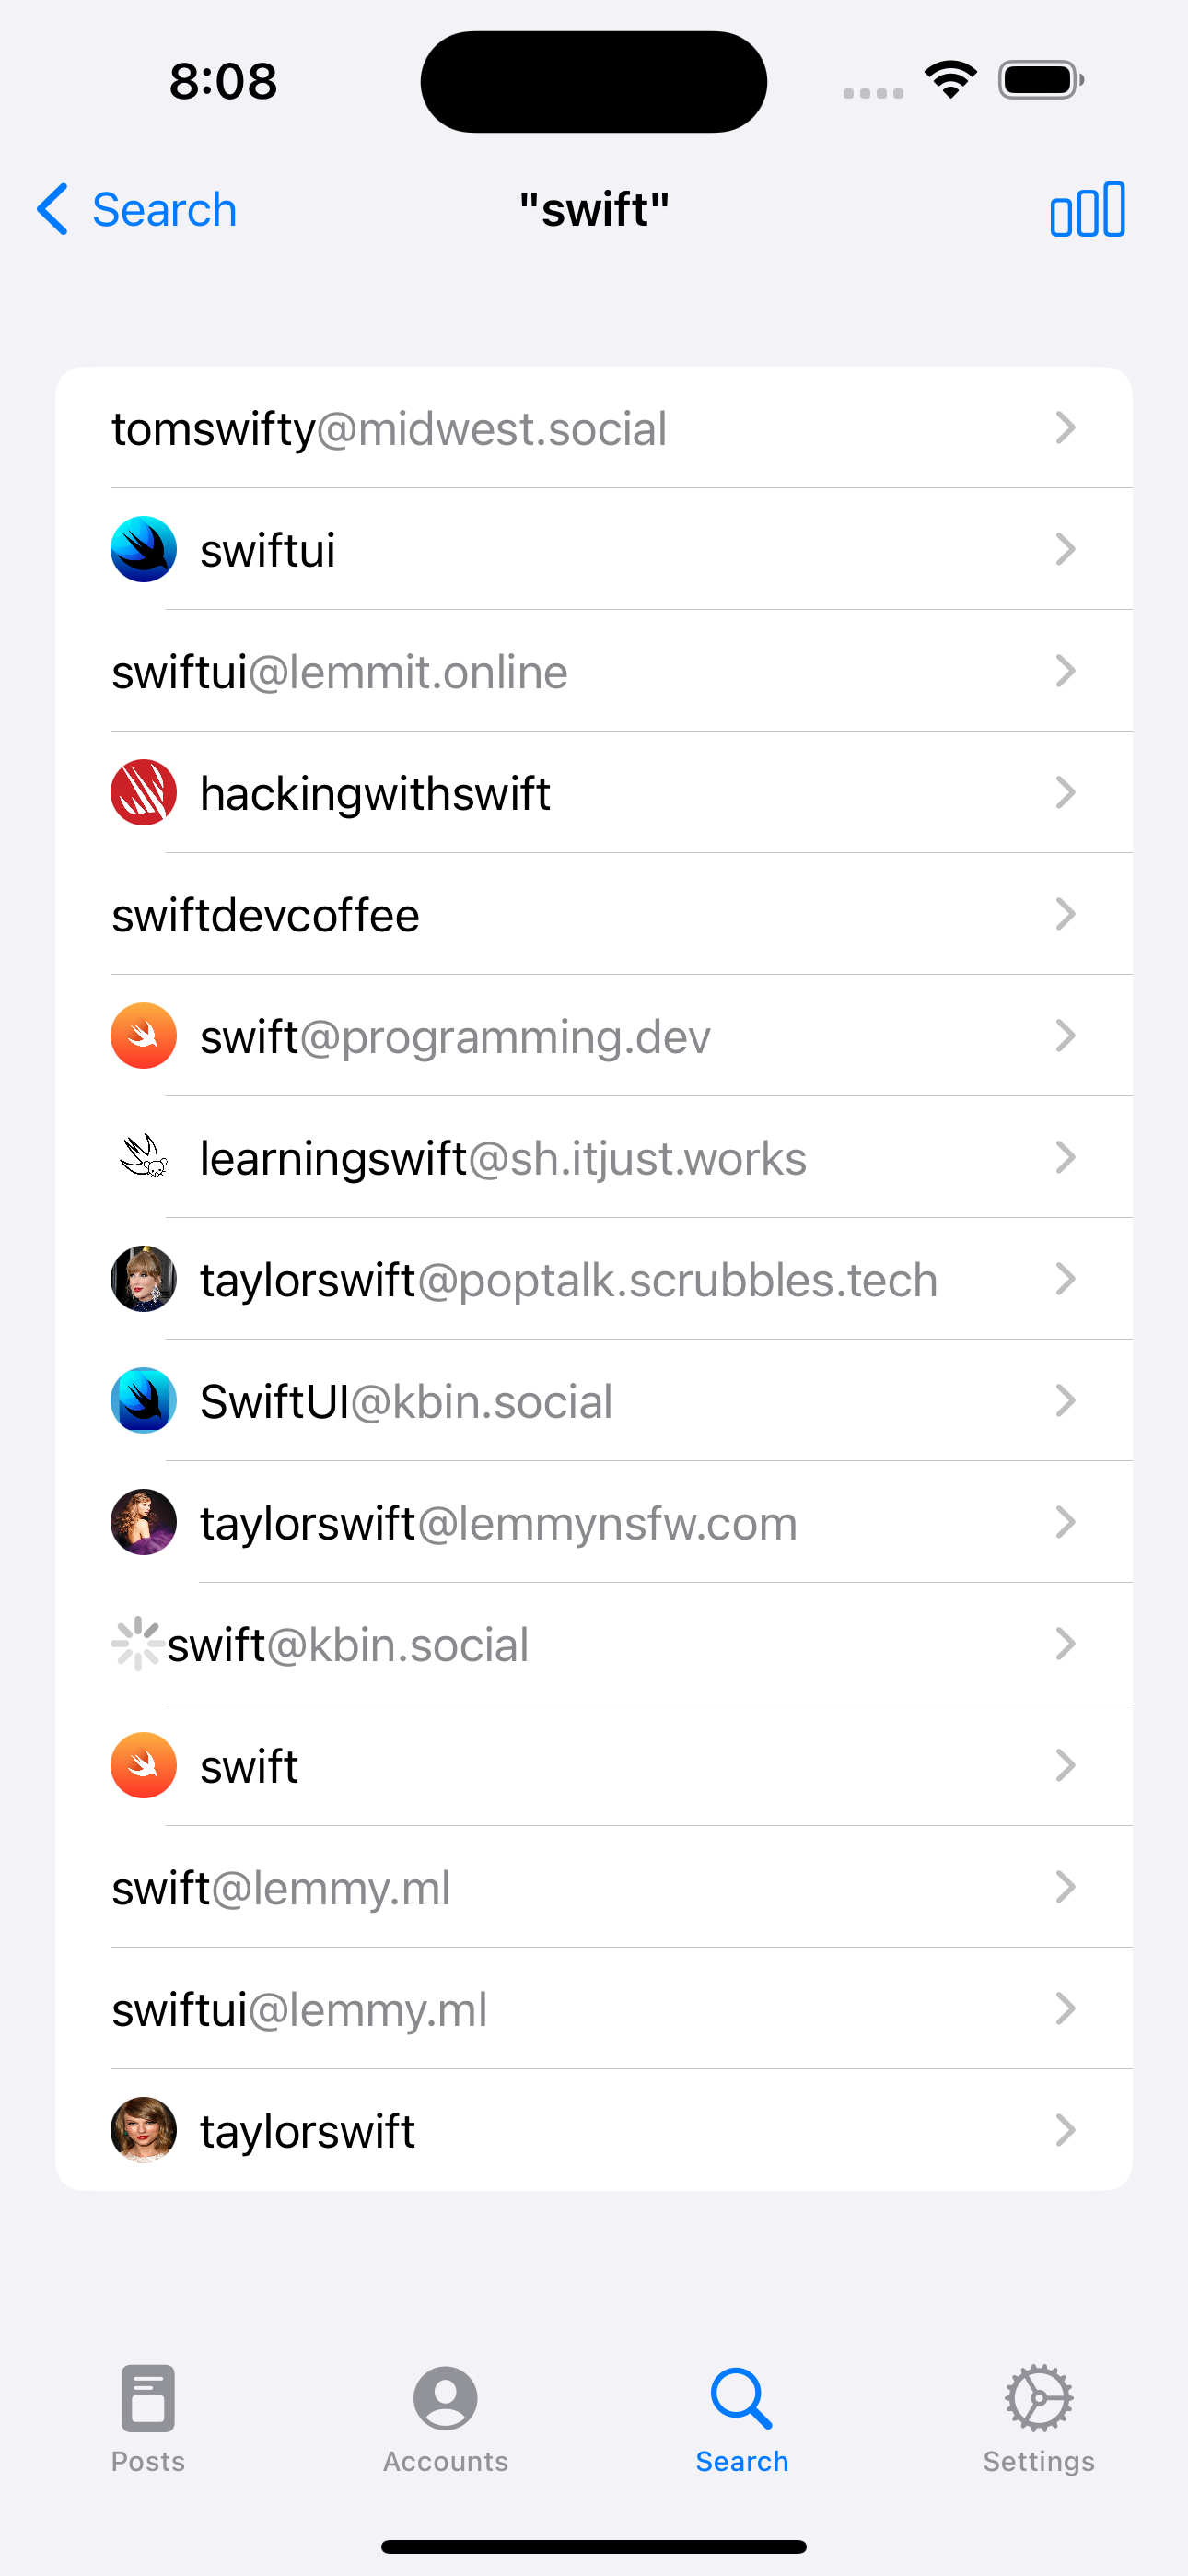 8:08
Search
"swift"
tomswifty@midwest.social
swiftui
swiftui@lemmit.online
hackingwithswift
swiftdevcoffee
swift@programming.dev
learningswift@sh.itjust.works
taylorswift@poptalk.scrubbles.tech
SwiftUI@kbin.social
taylorswift@lemmynsfw.com
swift@kbin.social
swift
swift@lemmy.ml
swiftui@lemmy.ml
taylorswift
Posts
Accounts
Search
Settings